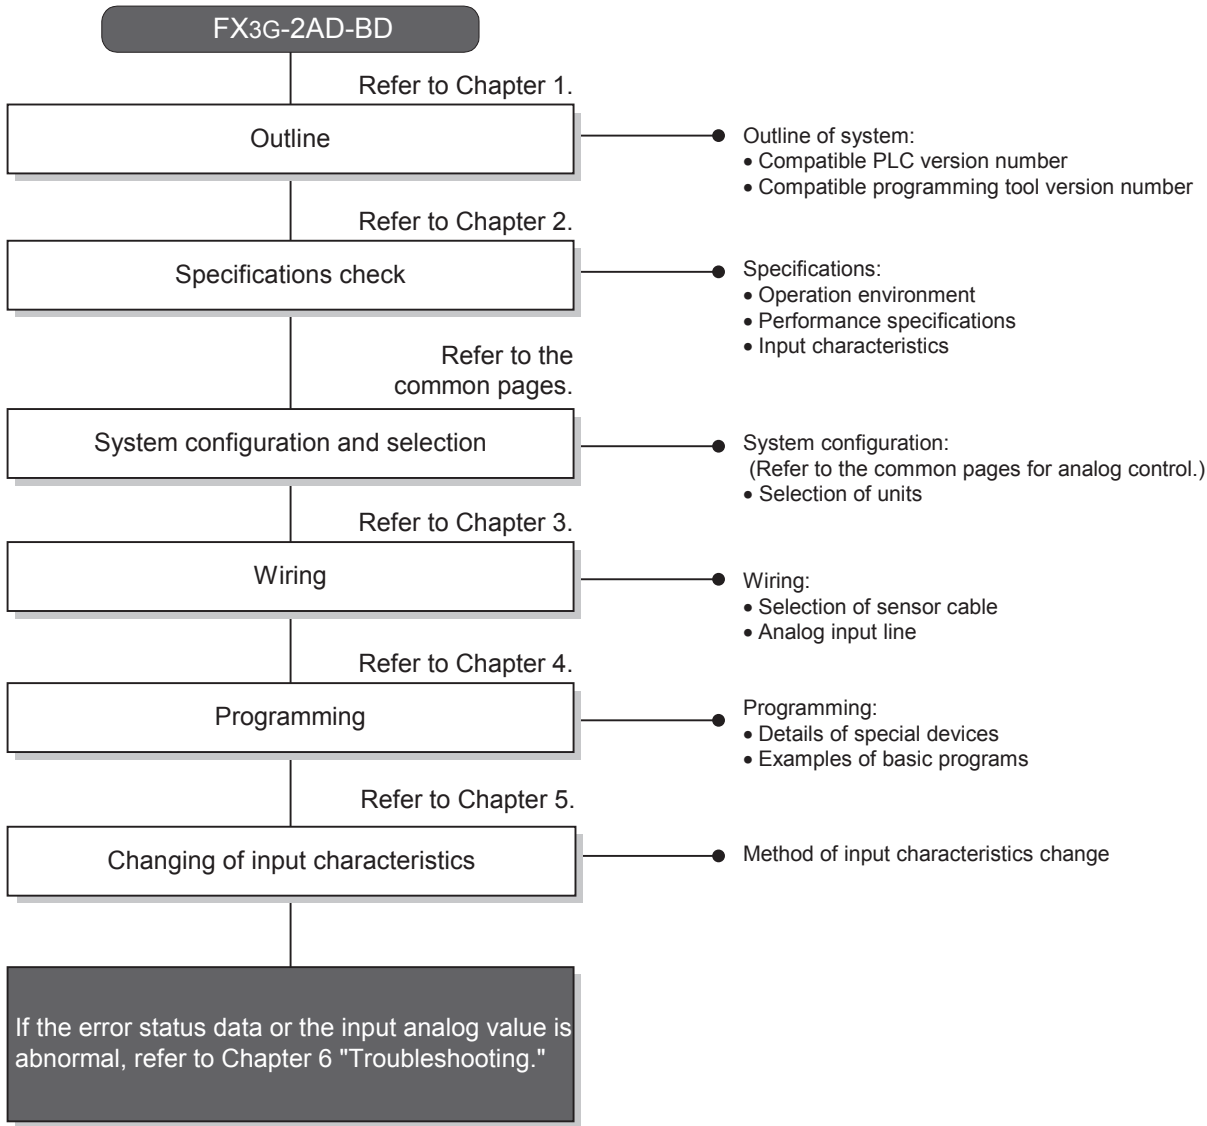 FX3G-2AD-BD
Refer to Chapter 1.
Outline
Outline of system:
• Compatible PLC version number
• Compatible programming tool version number
Refer to Chapter 2.
Specifications check
Specifications:
• Operation environment
• Performance specifications
• Input characteristics
Refer to the
common pages.
System configuration and selection
System configuration:
(Refer to the common pages for analog control.)
• Selection of units
Refer to Chapter 3.
Wiring
Wiring:
• Selection of sensor cable
• Analog input line
Refer to Chapter 4.
Programming
Programming:
• Details of special devices
• Examples of basic programs
Refer to Chapter 5.
Changing of input characteristics
Method of input characteristics change
If the error status data or the input analog value is
abnormal, refer to Chapter 6 "Troubleshooting."